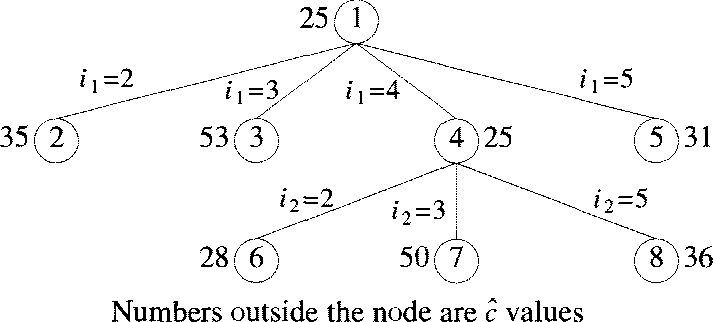 25 1
i₁=2 i₁=3 i₁=4 i₁=5
35 2 53 3 4 25 5 31
i₂=2 i₂=3 i₂=5
28 6 50 7 8 36
Numbers outside the node are ĉ values